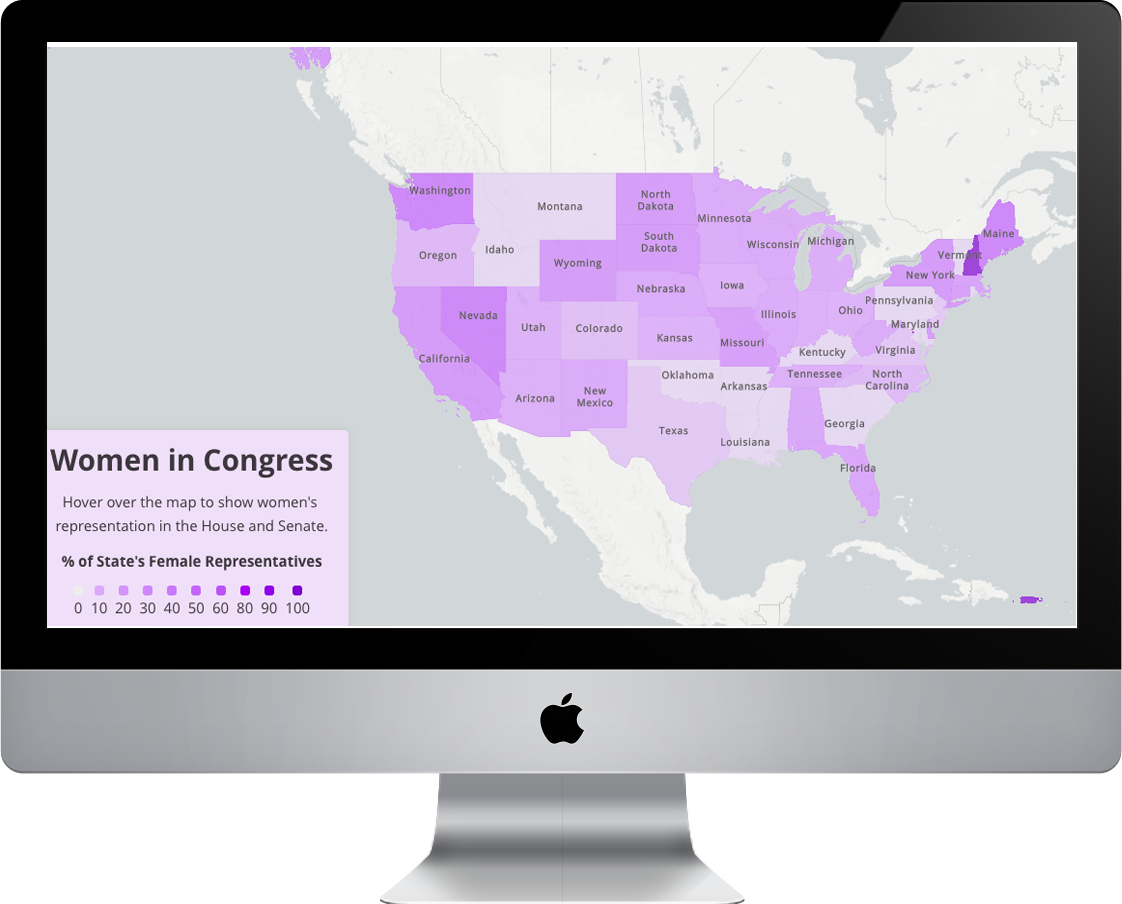 Washington
North
Dakota
Montana
Minnesota
Maine
South
Dakota
Wisconsin
Michigan
Idaho
Oregon
Vermont
Wyoming
New York
Nebraska
Iowa
Pennsylvania
Nevada
Illinois
Ohio
Maryland
Utah
Colorado
Kansas
Missouri
Virginia
Kentucky
California
Tennessee
North
Carolina
Oklahoma
Arkansas
Arizona
New
Mexico
Georgia
Texas
Louisiana
Florida
Women in Congress
Hover over the map to show women's
representation in the House and Senate.
% of State's Female Representatives
0 10 20 30 40 50 60 80 90 100